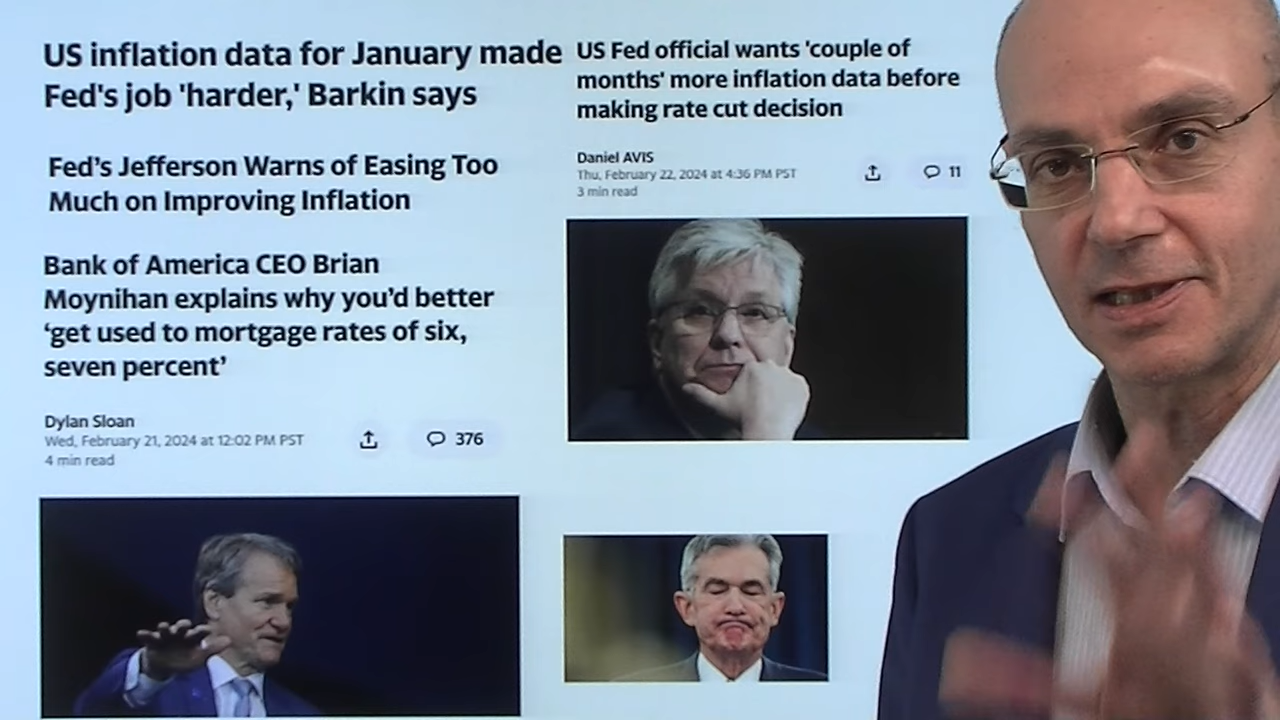 US inflation data for January made
Fed's job 'harder,' Barkin says
Fed's Jefferson Warns of Easing Too
Much on Improving Inflation
Bank of America CEO Brian
Moynihan explains why you'd better
‘get used to mortgage rates of six,
seven percent’
Dylan Sloan
Wed, February 21, 2024 at 12:02 PM PST
376
4 min read
US Fed official wants 'couple of
months' more inflation data before
making rate cut decision
Daniel AVIS
Thu, February 22, 2024 at 4:36 PM PST
11
3 min read